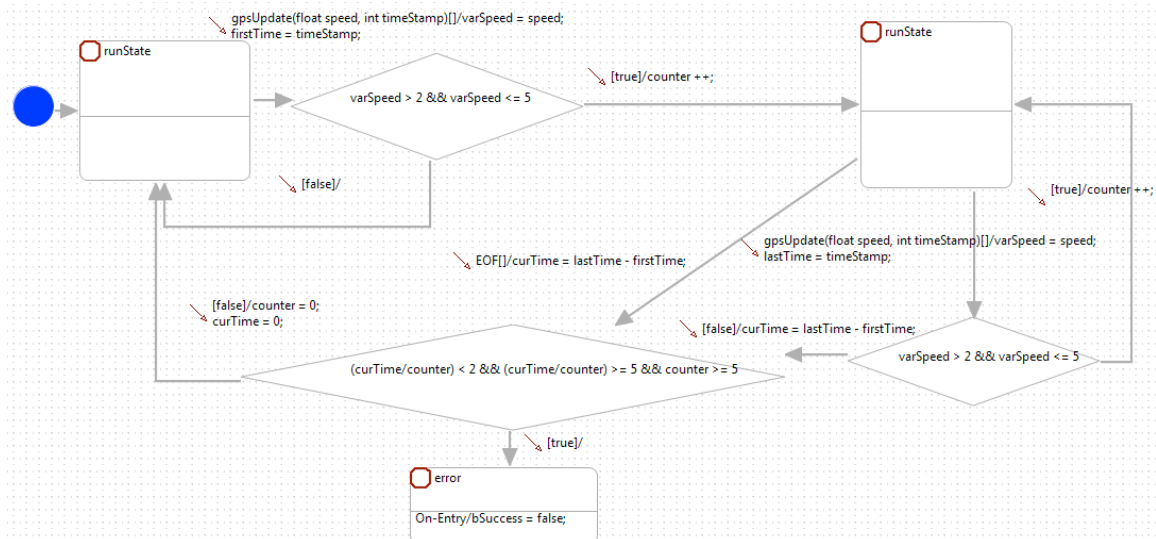 gpsUpdate(float speed, int timeStamp)[]/varSpeed = speed;
firstTime = timeStamp;
runState
runState
[true]/counter ++;
varSpeed > 2 && varSpeed <= 5
[false]/
[true]/counter ++;
gpsUpdate(float speed, int timeStamp)[]/varSpeed = speed;
lastTime = timeStamp;
EOF[]/curTime = lastTime - firstTime;
[false]/counter = 0;
curTime = 0;
[false]/curTime = lastTime - firstTime;
varSpeed > 2 && varSpeed <= 5
(curTime/counter) < 2 && (curTime/counter) >= 5 && counter >= 5
[true]/
error
On-Entry/bSuccess = false;